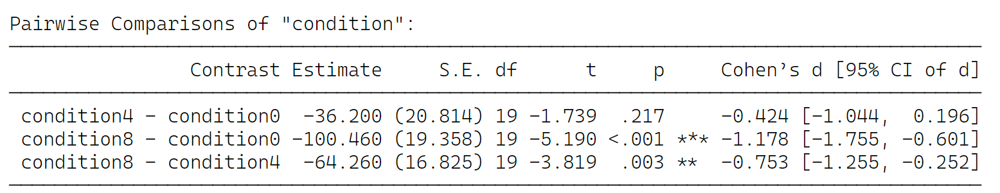 Pairwise Comparisons of "condition":
Contrast Estimate S.E. df t p Cohen’s d [95% CI of d]
condition4 - condition0 -36.200 (20.814) 19 -1.739 .217 -0.424 [-1.044, 0.196]
condition8 - condition0 -100.460 (19.358) 19 -5.190 <.001 *** -1.178 [-1.755, -0.601]
condition8 - condition4 -64.260 (16.825) 19 -3.819 .003 ** -0.753 [-1.255, -0.252]